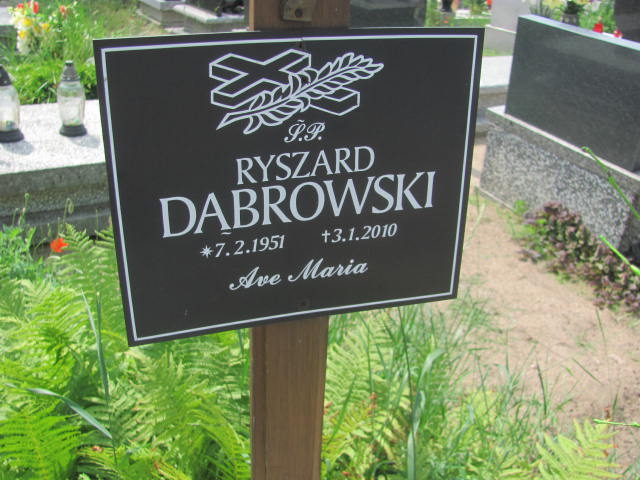 Ś.P.
RYSZARD
DĄBROWSKI
*7.2.1951 †3.1.2010
Ave Maria